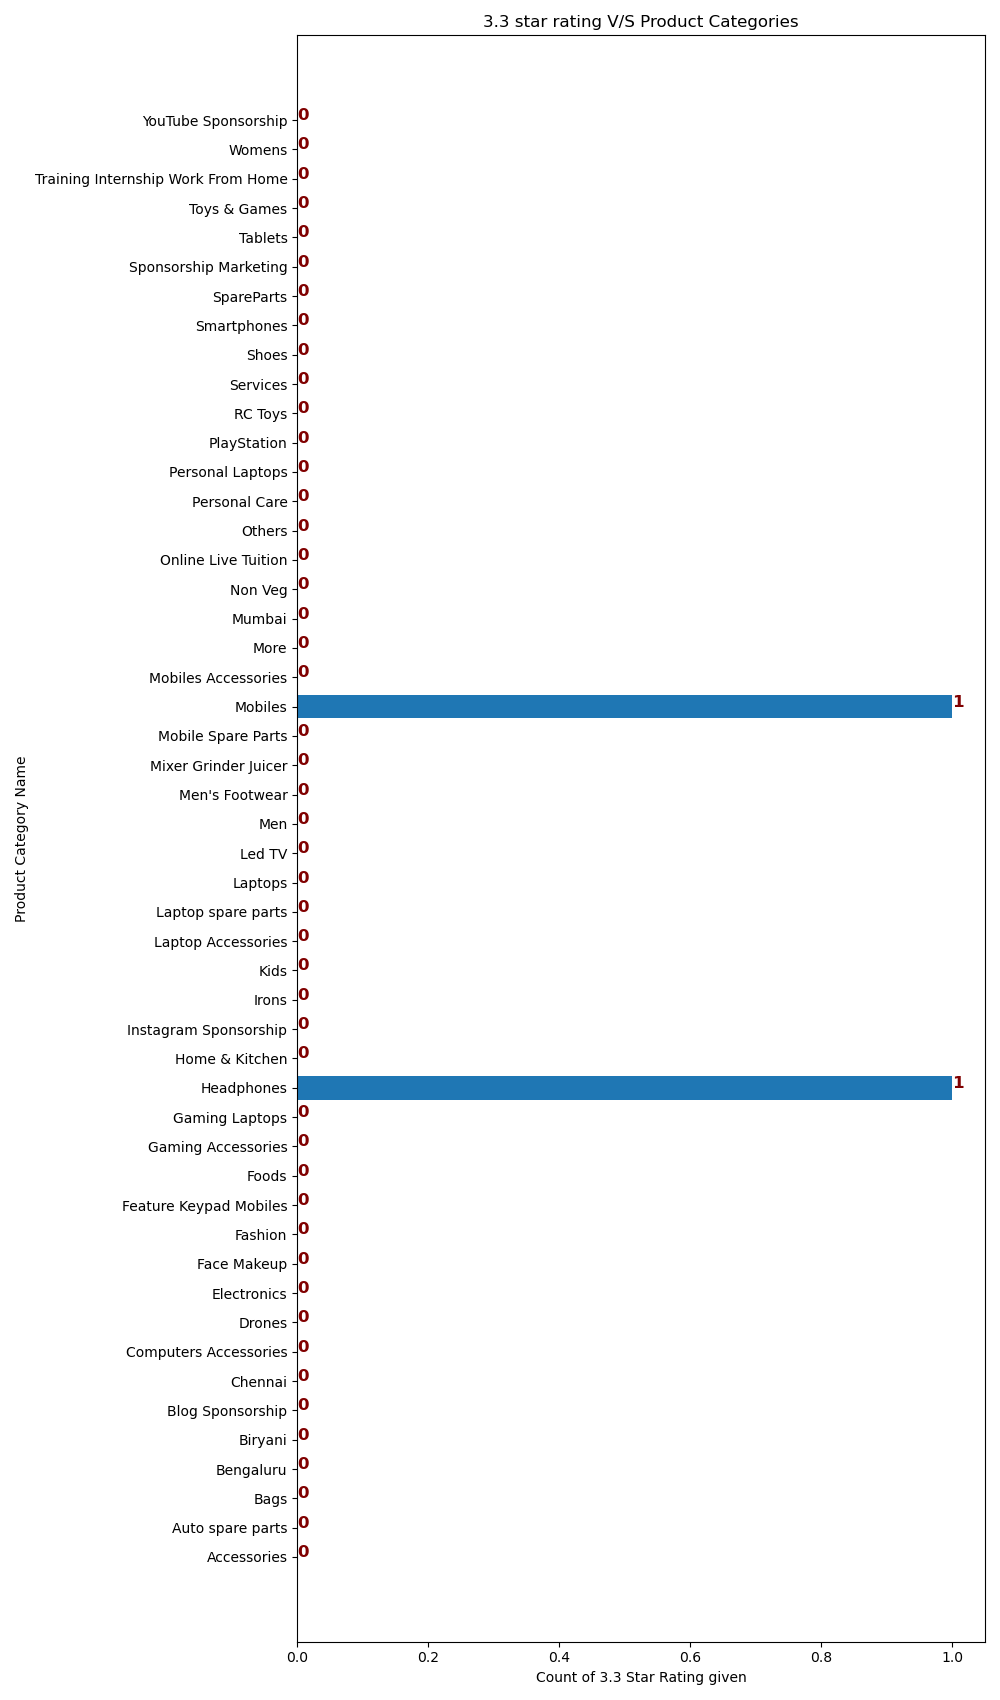 3.3 star rating V/S Product Categories
YouTube Sponsorship 0
Womens 0
Training Internship Work From Home 0
Toys & Games 0
Tablets 0
Sponsorship Marketing 0
SpareParts 0
Smartphones 0
Shoes 0
Services 0
RC Toys 0
PlayStation 0
Personal Laptops 0
Personal Care 0
Others 0
Online Live Tuition 0
Non Veg 0
Mumbai 0
More 0
Mobiles Accessories 0
Mobiles 1
Mobile Spare Parts 0
Mixer Grinder Juicer 0
Men's Footwear 0
Men 0
Led TV 0
Laptops 0
Laptop spare parts 0
Laptop Accessories 0
Kids 0
Irons 0
Instagram Sponsorship 0
Home & Kitchen 0
Headphones 1
Gaming Laptops 0
Gaming Accessories 0
Foods 0
Feature Keypad Mobiles 0
Fashion 0
Face Makeup 0
Electronics 0
Drones 0
Computers Accessories 0
Chennai 0
Blog Sponsorship 0
Biryani 0
Bengaluru 0
Bags 0
Auto spare parts 0
Accessories 0
Product Category Name
0.0 0.2 0.4 0.6 0.8 1.0
Count of 3.3 Star Rating given